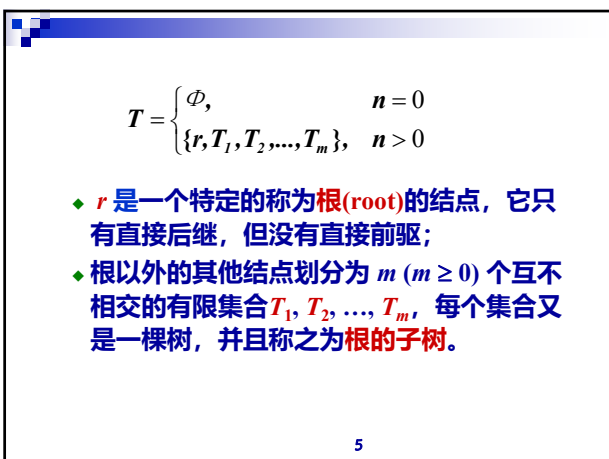 T = { Φ, n = 0
{r,T1,T2,...,Tm}, n > 0
r 是一个特定的称为根(root)的结点，它只
有直接后继，但没有直接前驱；
根以外的其他结点划分为 m (m ≥ 0) 个互不
相交的有限集合T1, T2, …, Tm，每个集合又
是一棵树，并且称之为根的子树。
5